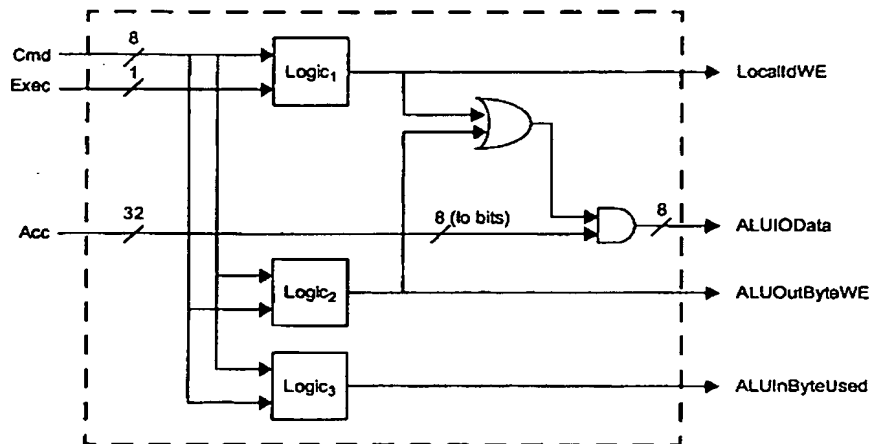 Cmd
8
Exec
1
Logic1
LocalIdWE
Acc
32
8 (lo bits)
8
ALUIOData
Logic2
ALUOutByteWE
Logic3
ALUInByteUsed